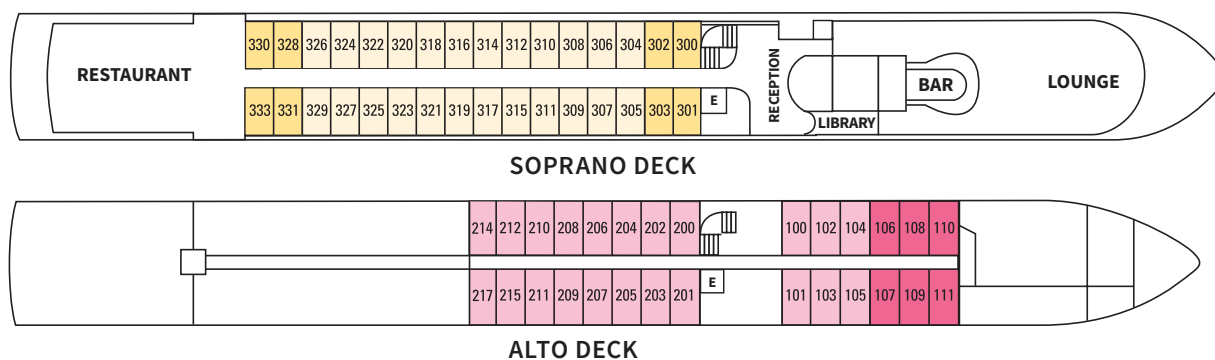 330 328 326 324 322 320 318 316 314 312 310 308 306 304 302 300
RESTAURANT
RECEPTION
BAR
LOUNGE
E
333 331 329 327 325 323 321 319 317 315 311 309 307 305 303 301
LIBRARY
SOPRANO DECK
214 212 210 208 206 204 202 200
100 102 104 106 108 110
E
217 215 211 209 207 205 203 201
101 103 105 107 109 111
ALTO DECK